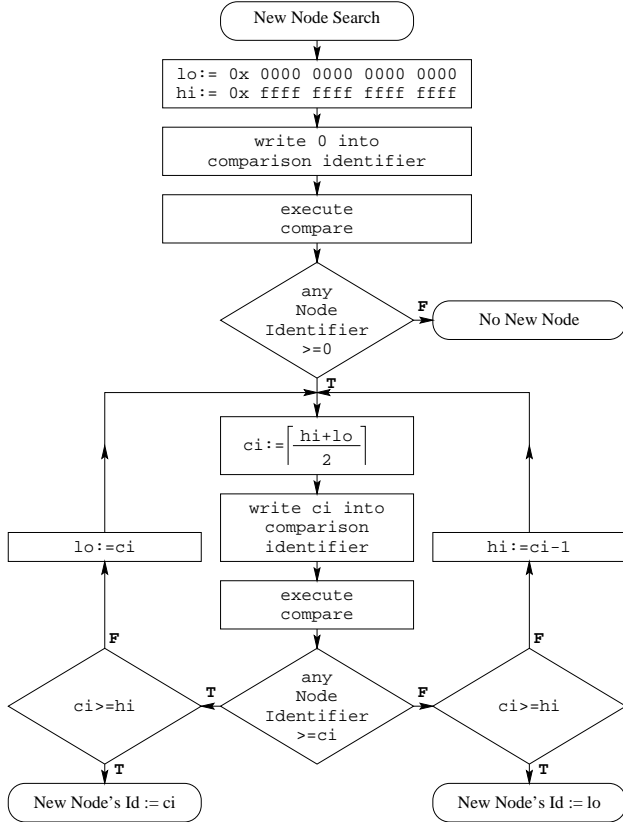 New Node Search
lo:= 0x 0000 0000 0000 0000
hi:= 0x ffff ffff ffff ffff
write 0 into
comparison identifier
execute
compare
any
Node
Identifier
>=0
F
No New Node
T
ci:=⌈(hi+lo)/2⌉
write ci into
comparison
identifier
lo:=ci
hi:=ci-1
execute
compare
F
F
ci>=hi
T
any
Node
Identifier
>=ci
F
ci>=hi
T
T
New Node's Id := ci
New Node's Id := lo